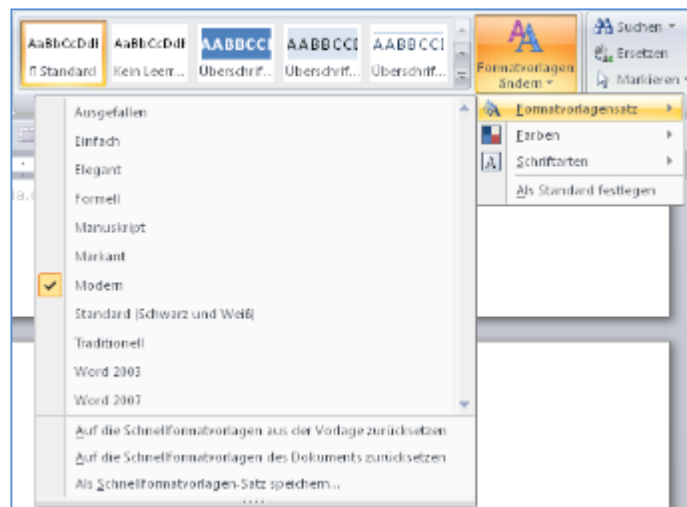 AaBbCcDdI AaBbCcDdI AABBCCI AABBCCI AABBCCI
¶ Standard Kein Leerr... Überschrif... Überschrif... Überschrif...
Formatvorlagen
ändern
Suchen
Ersetzen
Markieren
Formatvorlagensatz
Farben
Schriftarten
Als Standard festlegen
Ausgefallen
Einfach
Elegant
Formell
Manuskript
Markant
Modern
Standard (Schwarz und Weiß)
Traditionell
Word 2003
Word 2007
Auf die Schnellformatvorlagen aus der Vorlage zurücksetzen
Auf die Schnellformatvorlagen des Dokuments zurücksetzen
Als Schnellformatvorlagen-Satz speichern...